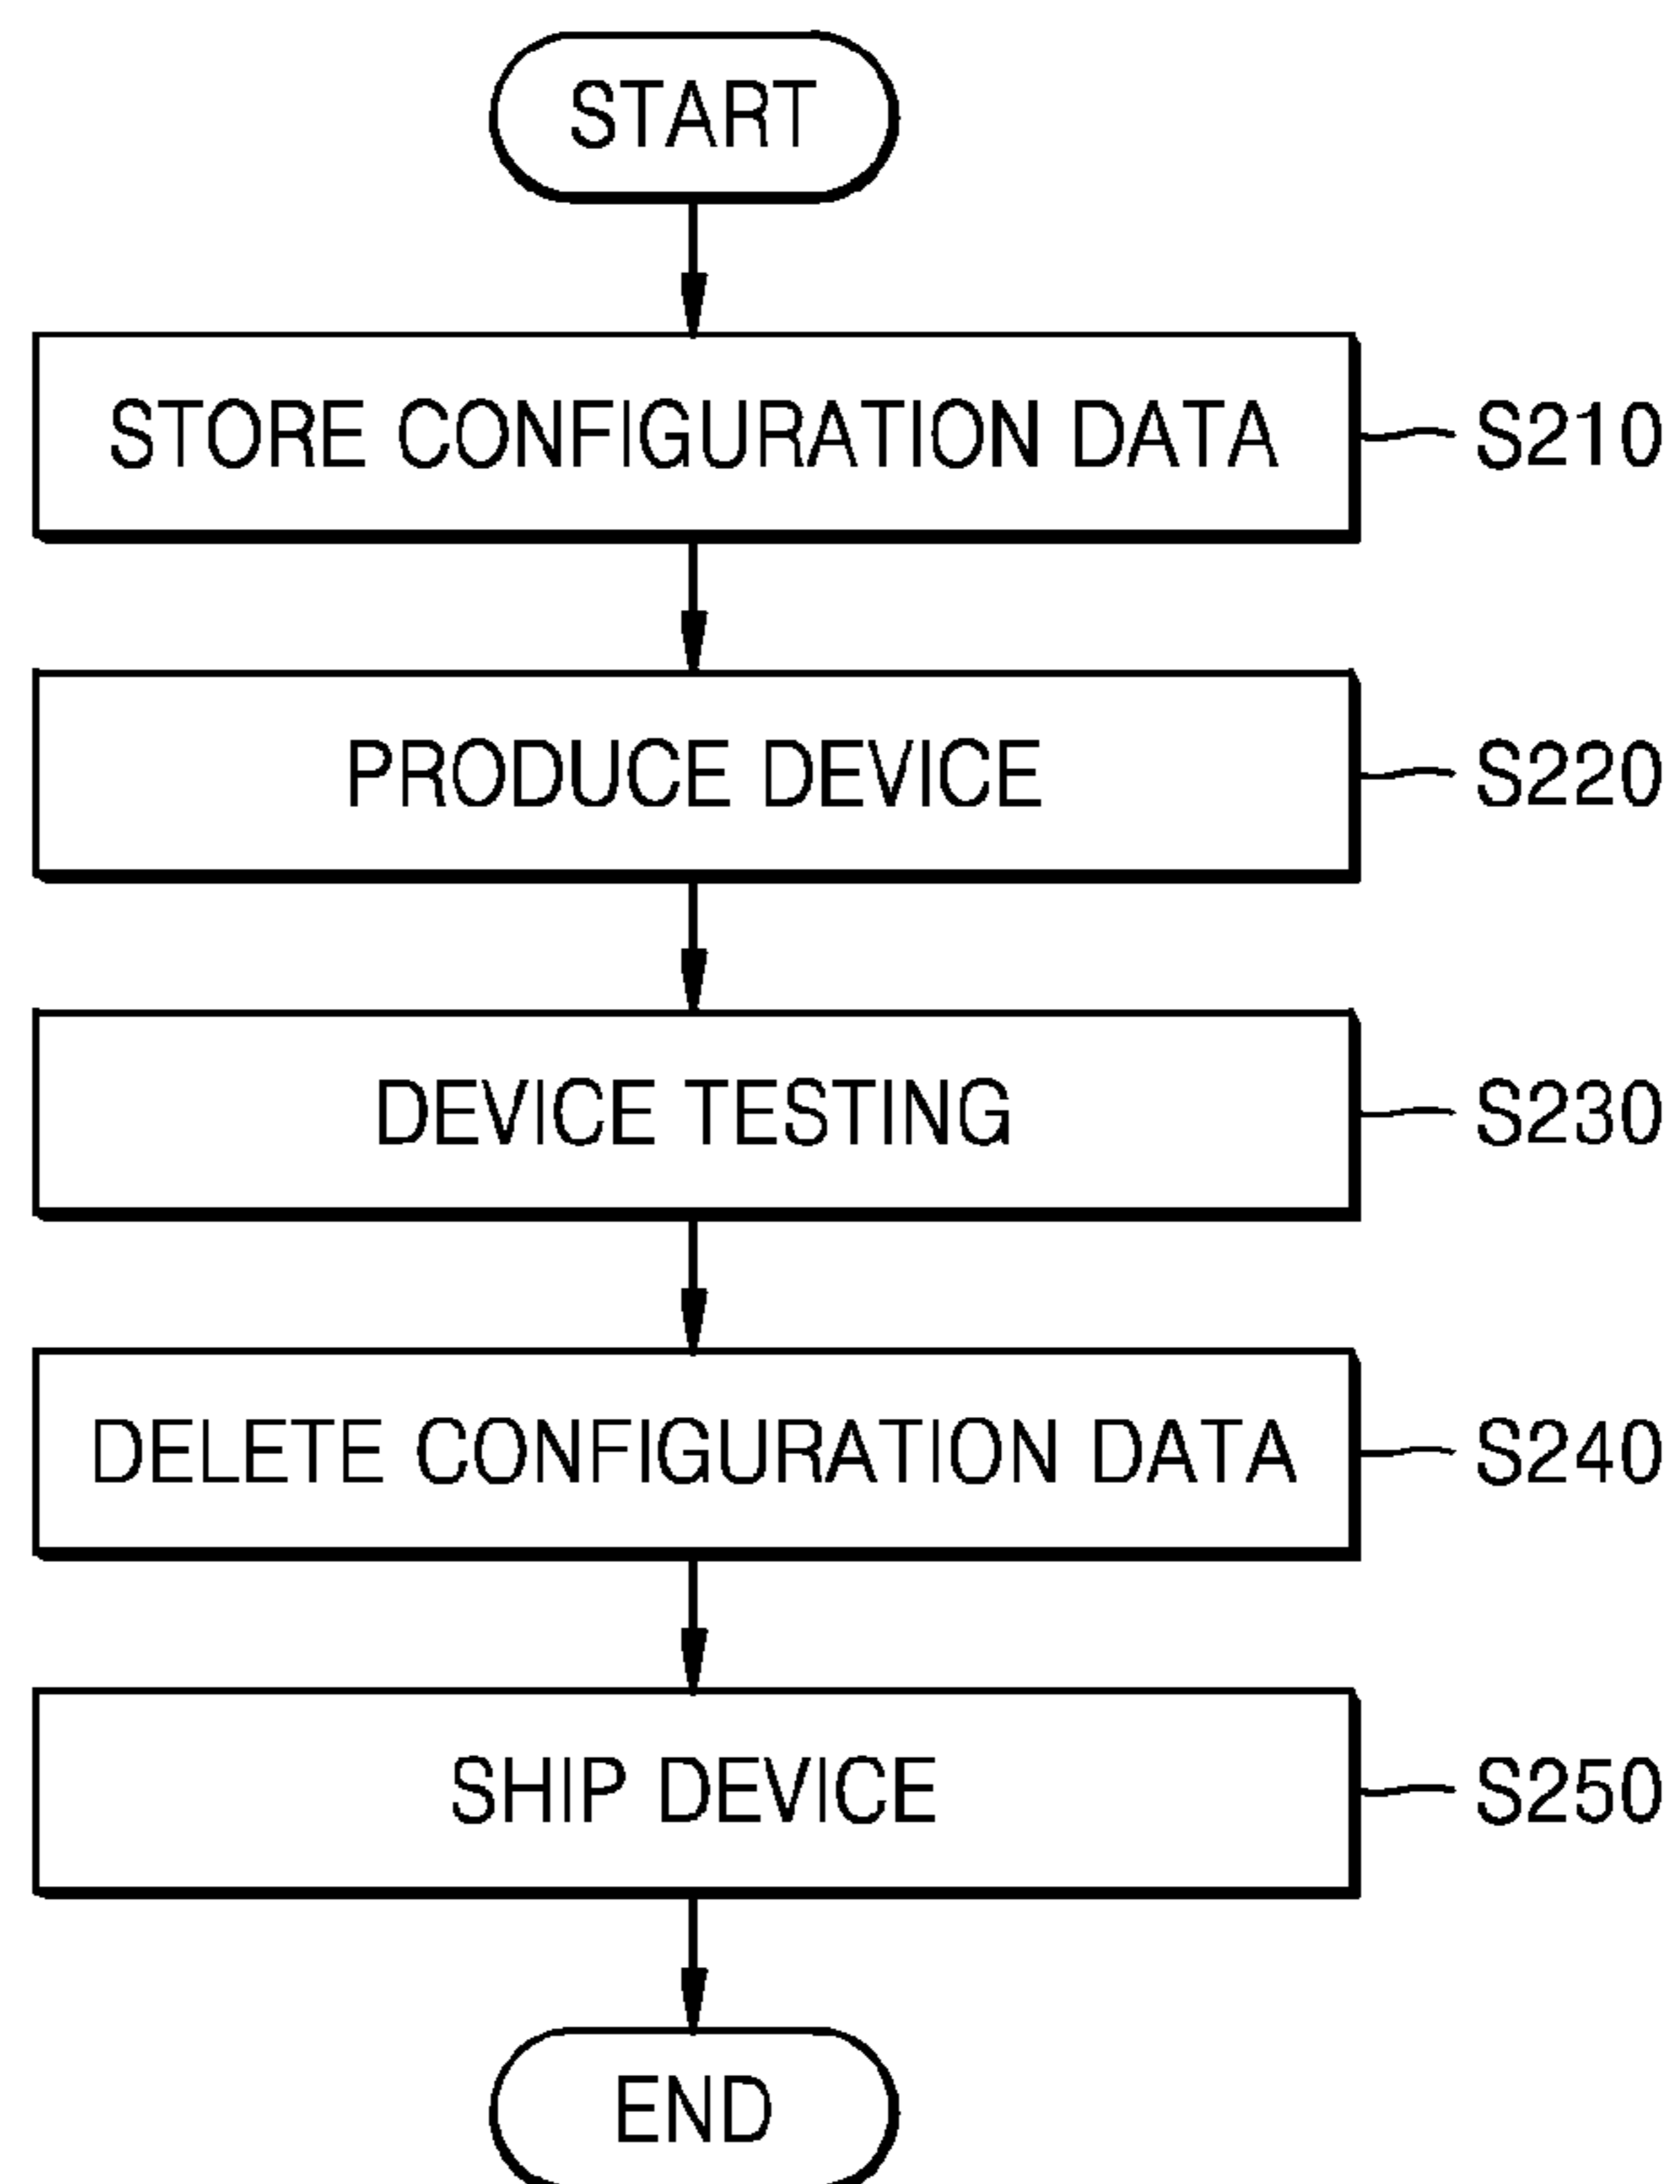 START
STORE CONFIGURATION DATA
S210
PRODUCE DEVICE
S220
DEVICE TESTING
S230
DELETE CONFIGURATION DATA
S240
SHIP DEVICE
S250
END